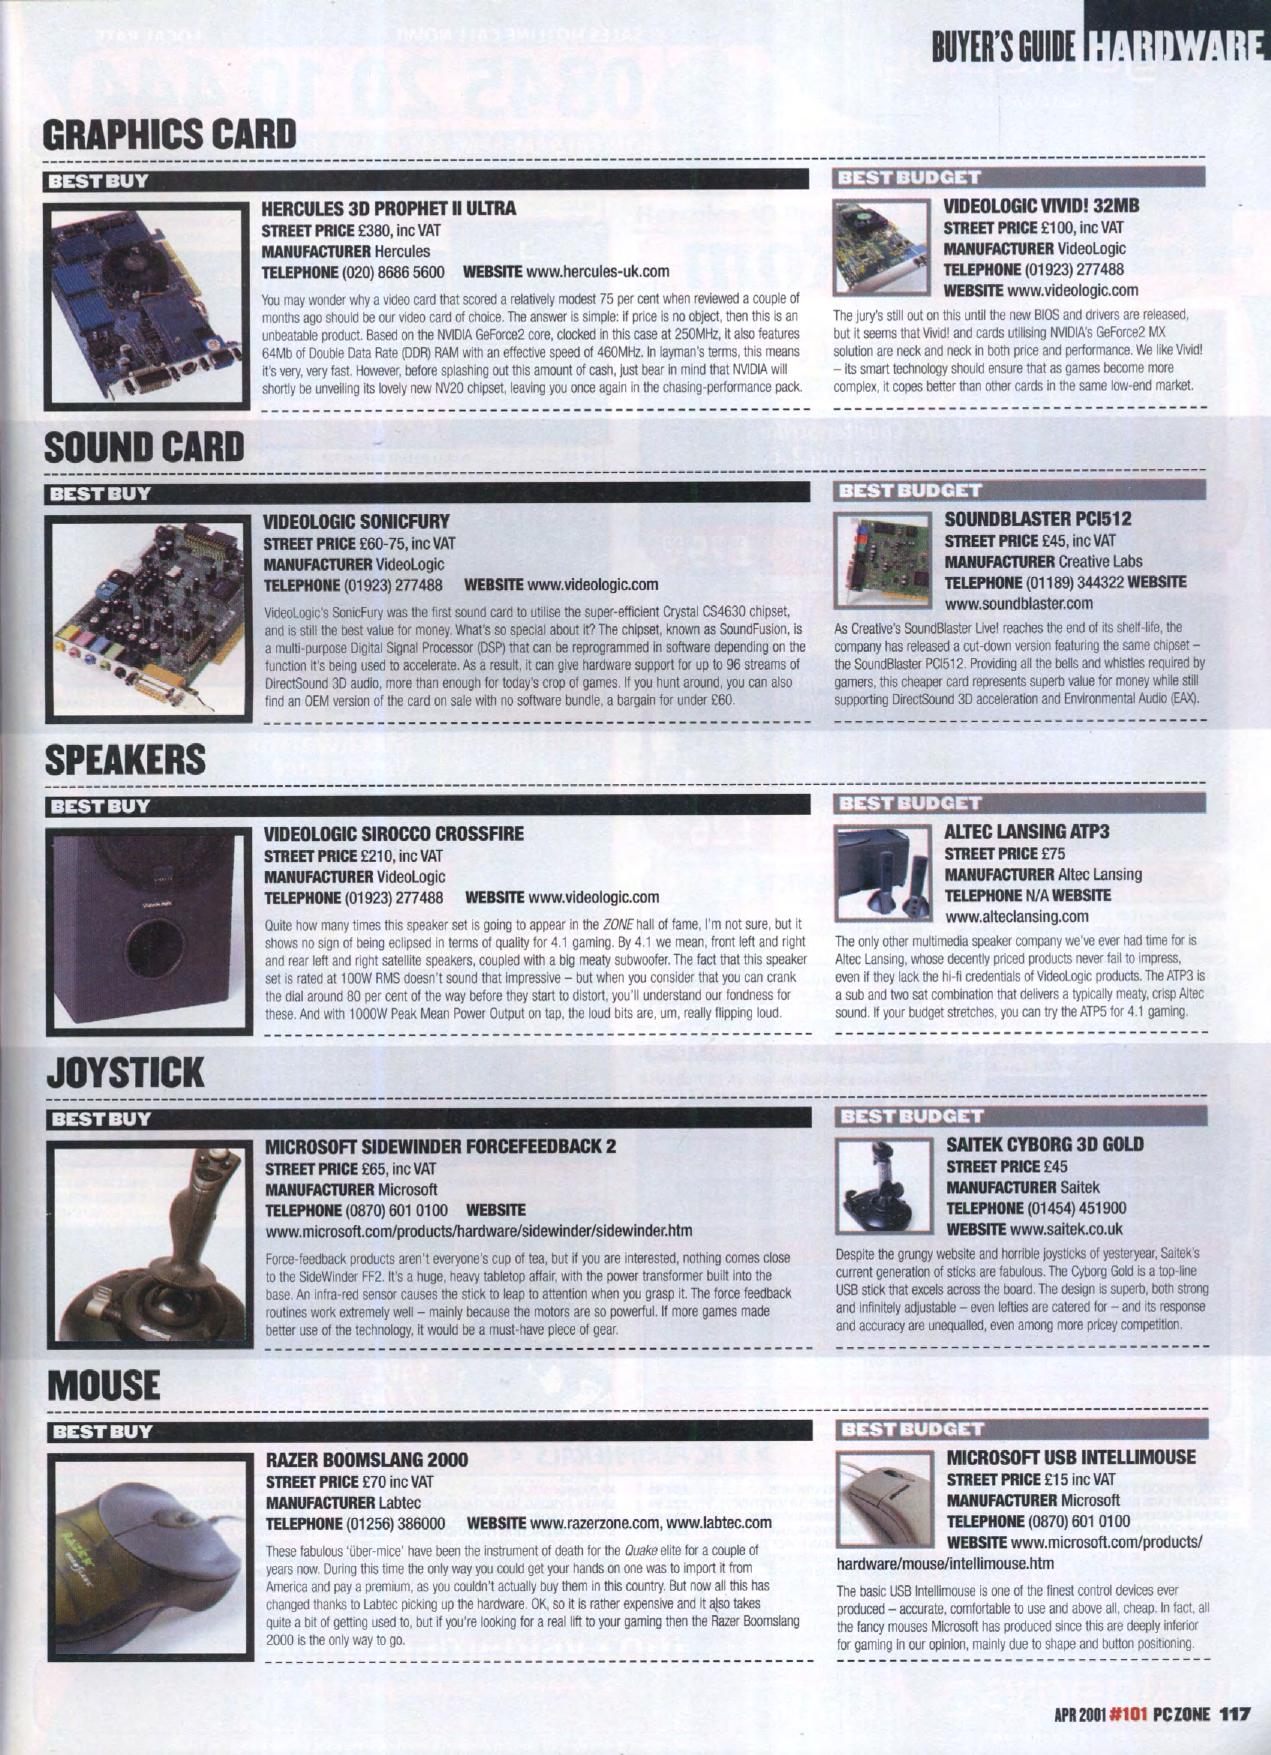 BUYER'S GUIDE HARDWARE
GRAPHICS CARD
BEST BUY
HERCULES 3D PROPHET II ULTRA
STREET PRICE £380, inc VAT
MANUFACTURER Hercules
TELEPHONE (020) 8686 5600 WEBSITE www.hercules-uk.com
You may wonder why a video card that scored a relatively modest 75 per cent when reviewed a couple of
months ago should be our video card of choice. The answer is simple: if price is no object, then this is an
unbeatable product. Based on the NVIDIA GeForce2 core, clocked in this case at 250MHz, it also features
64Mb of Double Data Rate (DDR) RAM with an effective speed of 460MHz. In layman's terms, this means
it's very, very fast. However, before splashing out this amount of cash, just bear in mind that NVIDIA will
shortly be unveiling its lovely new NV20 chipset, leaving you once again in the chasing-performance pack.
BEST BUDGET
VIDEOLOGIC VIVID! 32MB
STREET PRICE £100, inc VAT
MANUFACTURER VideoLogic
TELEPHONE (01923) 277488
WEBSITE www.videologic.com
The jury's still out on this until the new BIOS and drivers are released,
but it seems that Vivid! and cards utilising NVIDIA's GeForce2 MX
solution are neck and neck in both price and performance. We like Vivid!
– its smart technology should ensure that as games become more
complex, it copes better than other cards in the same low-end market.
SOUND CARD
BEST BUY
VIDEOLOGIC SONICFURY
STREET PRICE £60-75, inc VAT
MANUFACTURER VideoLogic
TELEPHONE (01923) 277488 WEBSITE www.videologic.com
VideoLogic's SonicFury was the first sound card to utilise the super-efficient Crystal CS4630 chipset,
and is still the best value for money. What's so special about it? The chipset, known as SoundFusion, is
a multi-purpose Digital Signal Processor (DSP) that can be reprogrammed in software depending on the
function it's being used to accelerate. As a result, it can give hardware support for up to 96 streams of
DirectSound 3D audio, more than enough for today's crop of games. If you hunt around, you can also
find an OEM version of the card on sale with no software bundle, a bargain for under £60.
BEST BUDGET
SOUNDBLASTER PCI512
STREET PRICE £45, inc VAT
MANUFACTURER Creative Labs
TELEPHONE (01189) 344322 WEBSITE
www.soundblaster.com
As Creative's SoundBlaster Live! reaches the end of its shelf-life, the
company has released a cut-down version featuring the same chipset –
the SoundBlaster PCI512. Providing all the bells and whistles required by
gamers, this cheaper card represents superb value for money while still
supporting DirectSound 3D acceleration and Environmental Audio (EAX).
SPEAKERS
BEST BUY
VIDEOLOGIC SIROCCO CROSSFIRE
STREET PRICE £210, inc VAT
MANUFACTURER VideoLogic
TELEPHONE (01923) 277488 WEBSITE www.videologic.com
Quite how many times this speaker set is going to appear in the ZONE hall of fame, I'm not sure, but it
shows no sign of being eclipsed in terms of quality for 4.1 gaming. By 4.1 we mean, front left and right
and rear left and right satellite speakers, coupled with a big meaty subwoofer. The fact that this speaker
set is rated at 100W RMS doesn't sound that impressive – but when you consider that you can crank
the dial around 80 per cent of the way before they start to distort, you'll understand our fondness for
these. And with 1000W Peak Mean Power Output on tap, the loud bits are, um, really flipping loud.
BEST BUDGET
ALTEC LANSING ATP3
STREET PRICE £75
MANUFACTURER Altec Lansing
TELEPHONE N/A WEBSITE
www.alteclansing.com
The only other multimedia speaker company we've ever had time for is
Altec Lansing, whose decently priced products never fail to impress,
even if they lack the hi-fi credentials of VideoLogic products. The ATP3 is
a sub and two sat combination that delivers a typically meaty, crisp Altec
sound. If your budget stretches, you can try the ATP5 for 4.1 gaming.
JOYSTICK
BEST BUY
MICROSOFT SIDEWINDER FORCEFEEDBACK 2
STREET PRICE £65, inc VAT
MANUFACTURER Microsoft
TELEPHONE (0870) 601 0100 WEBSITE
www.microsoft.com/products/hardware/sidewinder/sidewinder.htm
Force-feedback products aren't everyone's cup of tea, but if you are interested, nothing comes close
to the SideWinder FF2. It's a huge, heavy tabletop affair, with the power transformer built into the
base. An infra-red sensor causes the stick to leap to attention when you grasp it. The force feedback
routines work extremely well – mainly because the motors are so powerful. If more games made
better use of the technology, it would be a must-have piece of gear.
BEST BUDGET
SAITEK CYBORG 3D GOLD
STREET PRICE £45
MANUFACTURER Saitek
TELEPHONE (01454) 451900
WEBSITE www.saitek.co.uk
Despite the grungy website and horrible joysticks of yesteryear, Saitek's
current generation of sticks are fabulous. The Cyborg Gold is a top-line
USB stick that excels across the board. The design is superb, both strong
and infinitely adjustable – even lefties are catered for – and its response
and accuracy are unequalled, even among more pricey competition.
MOUSE
BEST BUY
RAZER BOOMSLANG 2000
STREET PRICE £70 inc VAT
MANUFACTURER Labtec
TELEPHONE (01256) 386000 WEBSITE www.razerzone.com, www.labtec.com
These fabulous 'über-mice' have been the instrument of death for the Quake elite for a couple of
years now. During this time the only way you could get your hands on one was to import it from
America and pay a premium, as you couldn't actually buy them in this country. But now all this has
changed thanks to Labtec picking up the hardware. OK, so it is rather expensive and it also takes
quite a bit of getting used to, but if you're looking for a real lift to your gaming then the Razer Boomslang
2000 is the only way to go.
BEST BUDGET
MICROSOFT USB INTELLIMOUSE
STREET PRICE £15 inc VAT
MANUFACTURER Microsoft
TELEPHONE (0870) 601 0100
WEBSITE www.microsoft.com/products/
hardware/mouse/intellimouse.htm
The basic USB Intellimouse is one of the finest control devices ever
produced – accurate, comfortable to use and above all, cheap. In fact, all
the fancy mouses Microsoft has produced since this are deeply inferior
for gaming in our opinion, mainly due to shape and button positioning.
APR 2001 #101 PC ZONE 117